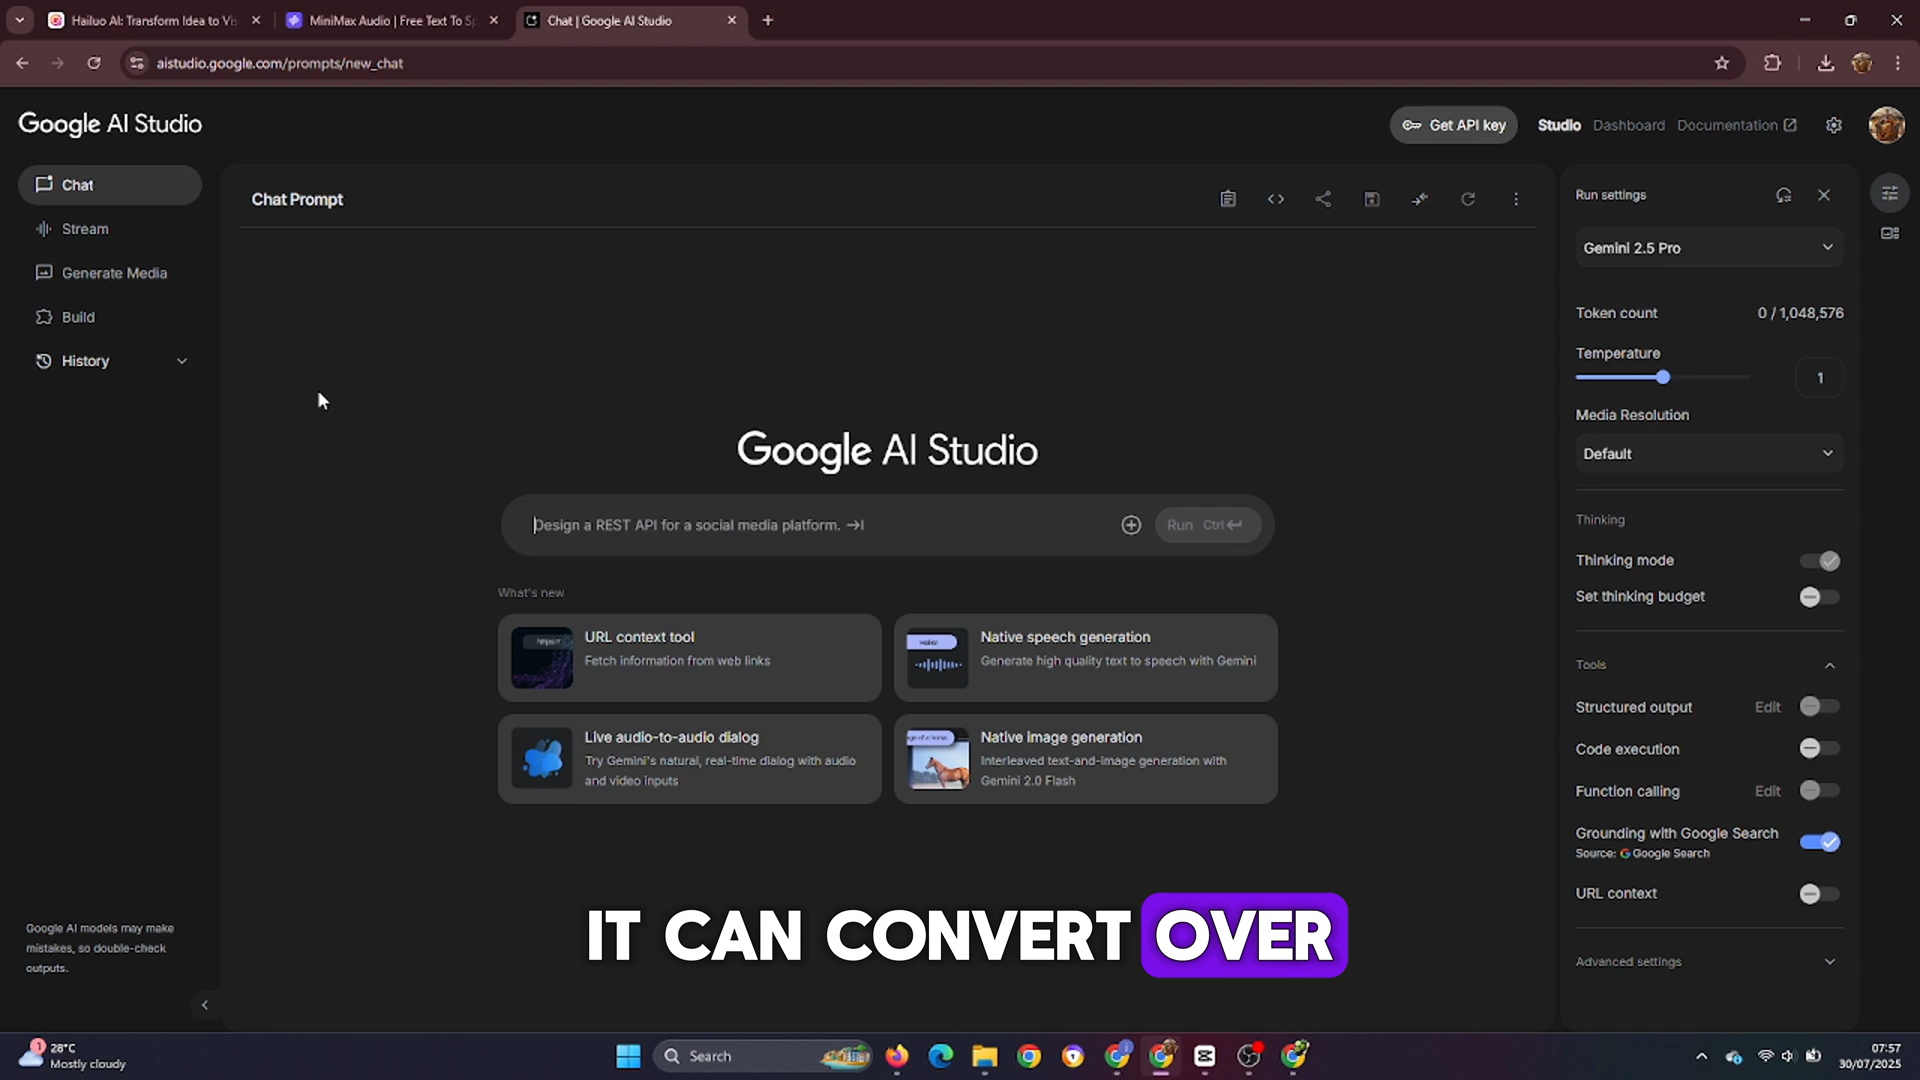 Hailuo AI: Transform Idea to Vis
MiniMax Audio | Free Text To Sp
Chat | Google AI Studio
aistudio.google.com/prompts/new_chat
Google AI Studio
Get API key
Studio
Dashboard
Documentation
Chat
Stream
Generate Media
Build
History
Google AI models may make
mistakes, so double-check
outputs.
Chat Prompt
Google AI Studio
Design a REST API for a social media platform.
Run Ctrl
What's new
URL context tool
Fetch information from web links
Native speech generation
Generate high quality text to speech with Gemini
Live audio-to-audio dialog
Try Gemini's natural, real-time dialog with audio
and video inputs
Native image generation
Interleaved text-and-image generation with
Gemini 2.0 Flash
Run settings
Gemini 2.5 Pro
Token count 0 / 1,048,576
Temperature
1
Media Resolution
Default
Thinking
Thinking mode
Set thinking budget
Tools
Structured output Edit
Code execution
Function calling Edit
Grounding with Google Search
Source: Google Search
URL context
Advanced settings
IT CAN CONVERT OVER
1
28°C
Mostly cloudy
Search
07:57
30/07/2025